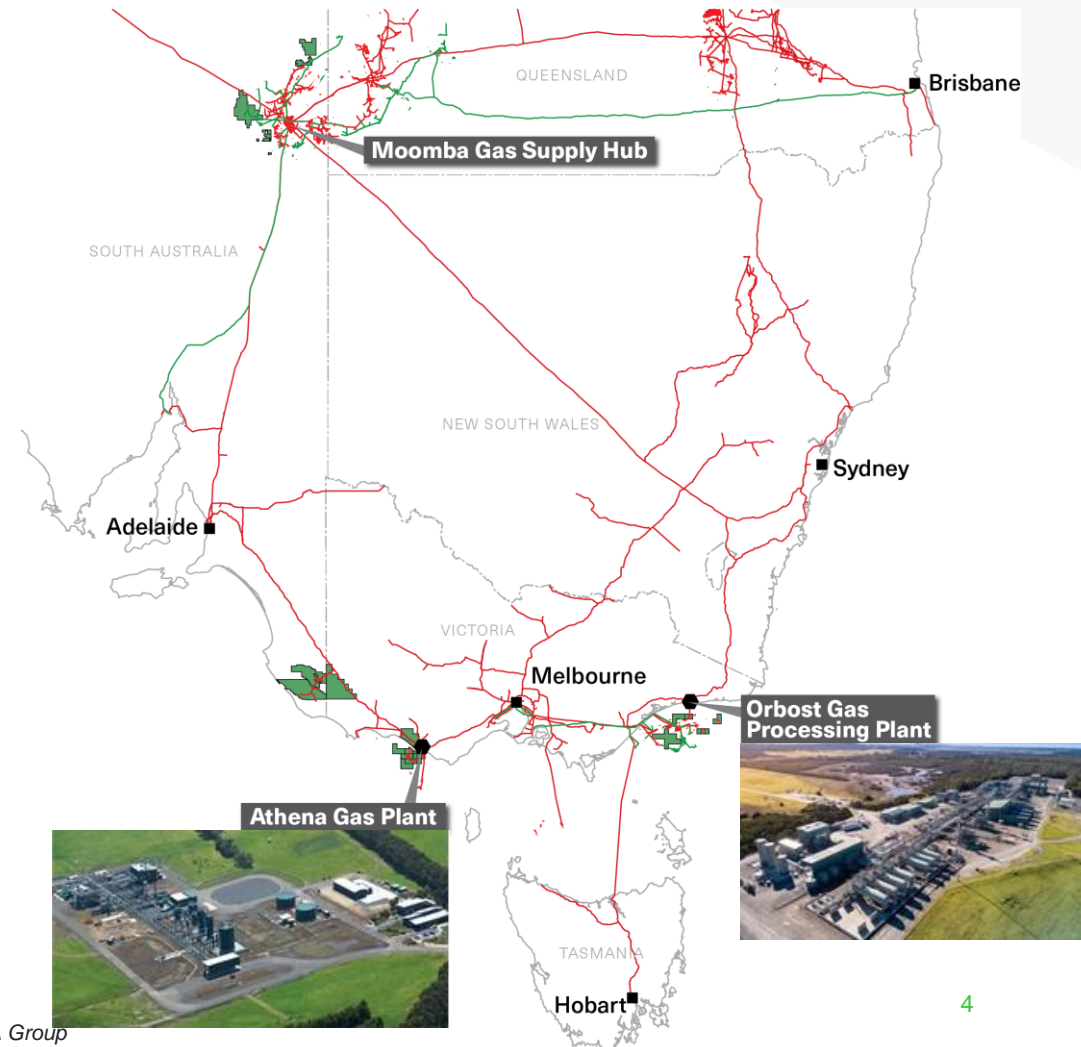 QUEENSLAND
Brisbane
Moomba Gas Supply Hub
SOUTH AUSTRALIA
NEW SOUTH WALES
Sydney
Adelaide
VICTORIA
Melbourne
Orbost Gas
Processing Plant
Athena Gas Plant
TASMANIA
Hobart
4
Group